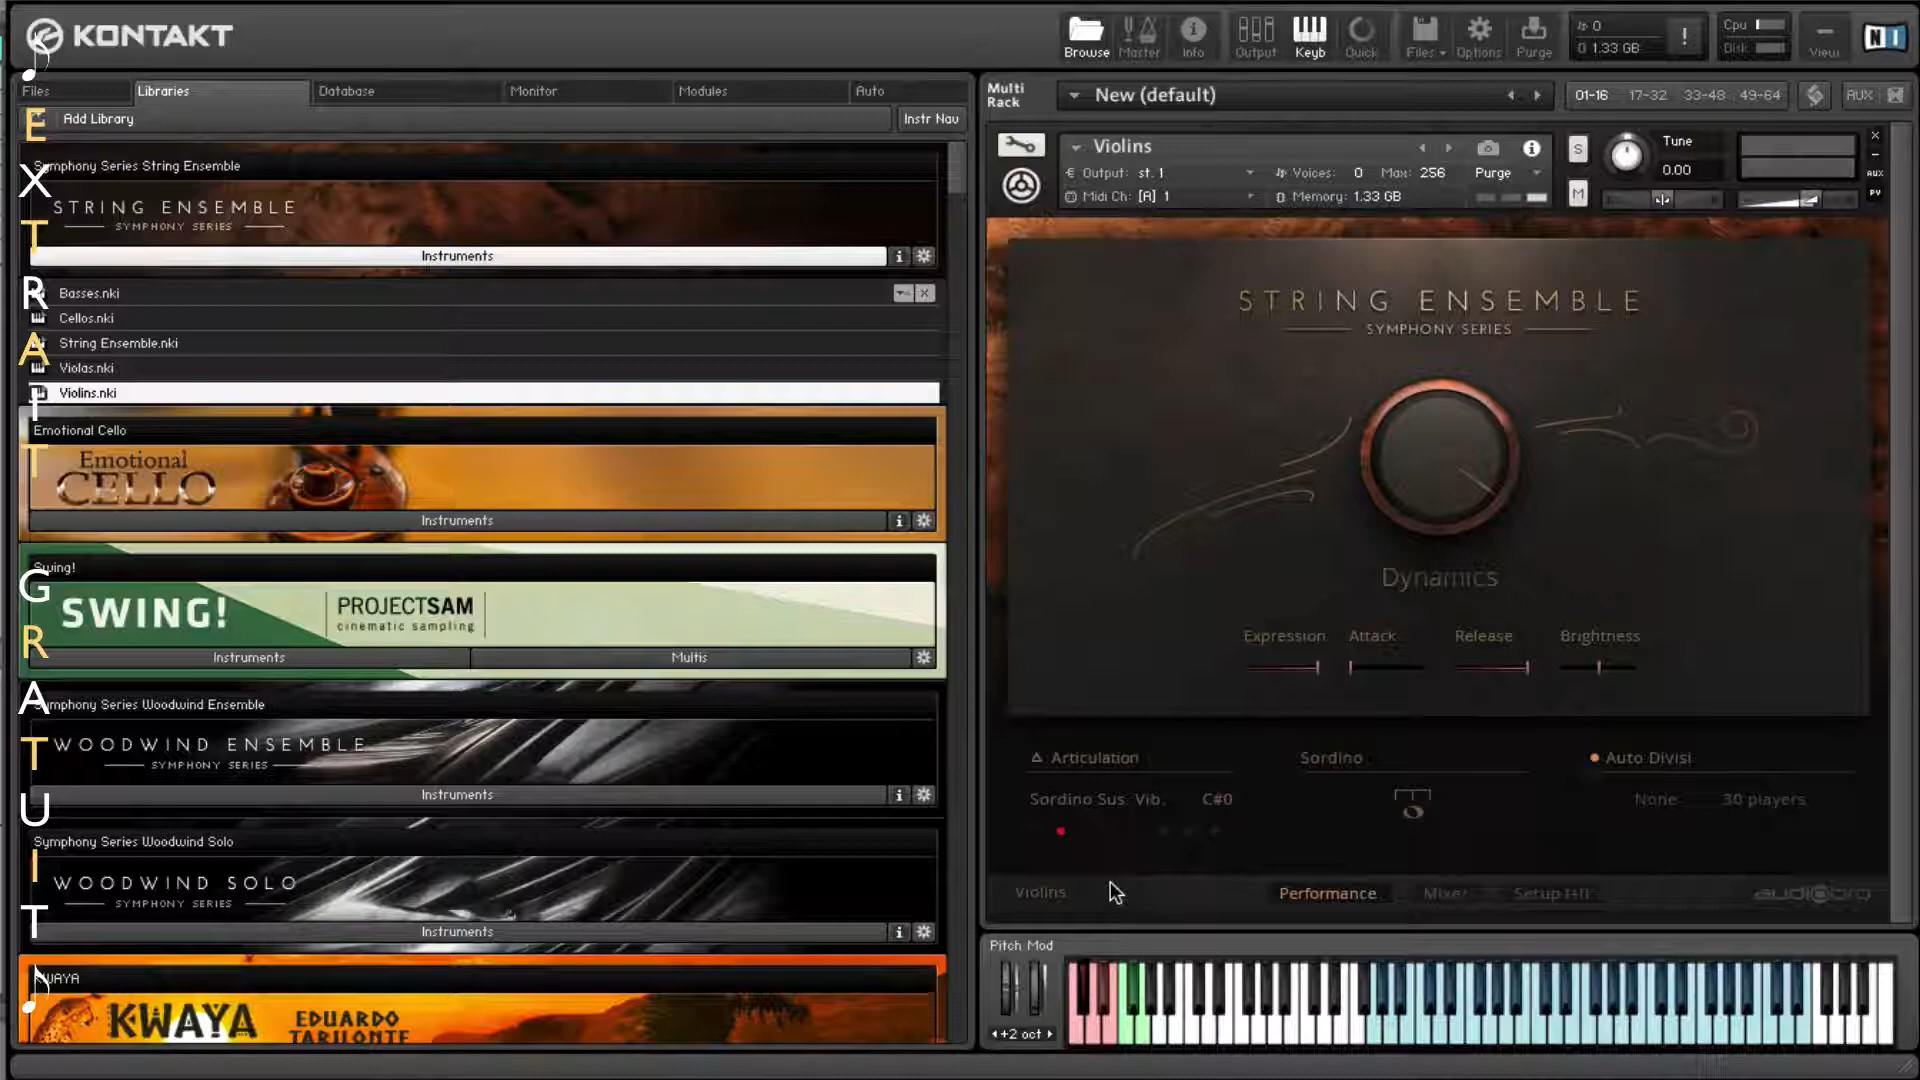 KONTAKT
Browse
Master
Info
Output
Keyb
Quick
Files
Options
Purge
0
1.33 GB
!
Cpu
Disk
View
NI
Files
Libraries
Database
Monitor
Modules
Auto
Add Library
Instr Nav
Symphony Series String Ensemble
STRING ENSEMBLE
SYMPHONY SERIES
Instruments
Basses.nki
Cellos.nki
String Ensemble.nki
Violas.nki
Violins.nki
Emotional Cello
Emotional
CELLO
Instruments
Swing!
SWING!
PROJECTSAM
cinematic sampling
Instruments
Multis
Symphony Series Woodwind Ensemble
WOODWIND ENSEMBLE
SYMPHONY SERIES
Instruments
Symphony Series Woodwind Solo
WOODWIND SOLO
SYMPHONY SERIES
Instruments
KWAYA
KWAYA
EDUARDO
TARILONTE
EXTRAIT
GRATUIT
Multi
Rack
New (default)
01-16
17-32
33-48
49-64
AUX
Violins
Output: st. 1
Voices: 0
Max: 256
Purge
Midi Ch: [A] 1
Memory: 1.33 GB
S
M
Tune
0.00
AUX
PV
STRING ENSEMBLE
SYMPHONY SERIES
Dynamics
Expression
Attack
Release
Brightness
Articulation
Sordino
Auto Divisi
Sordino Sus. Vib.
C#0
None
30 players
Violins
Performance
Mixer
audiobro
Pitch Mod
+2 oct